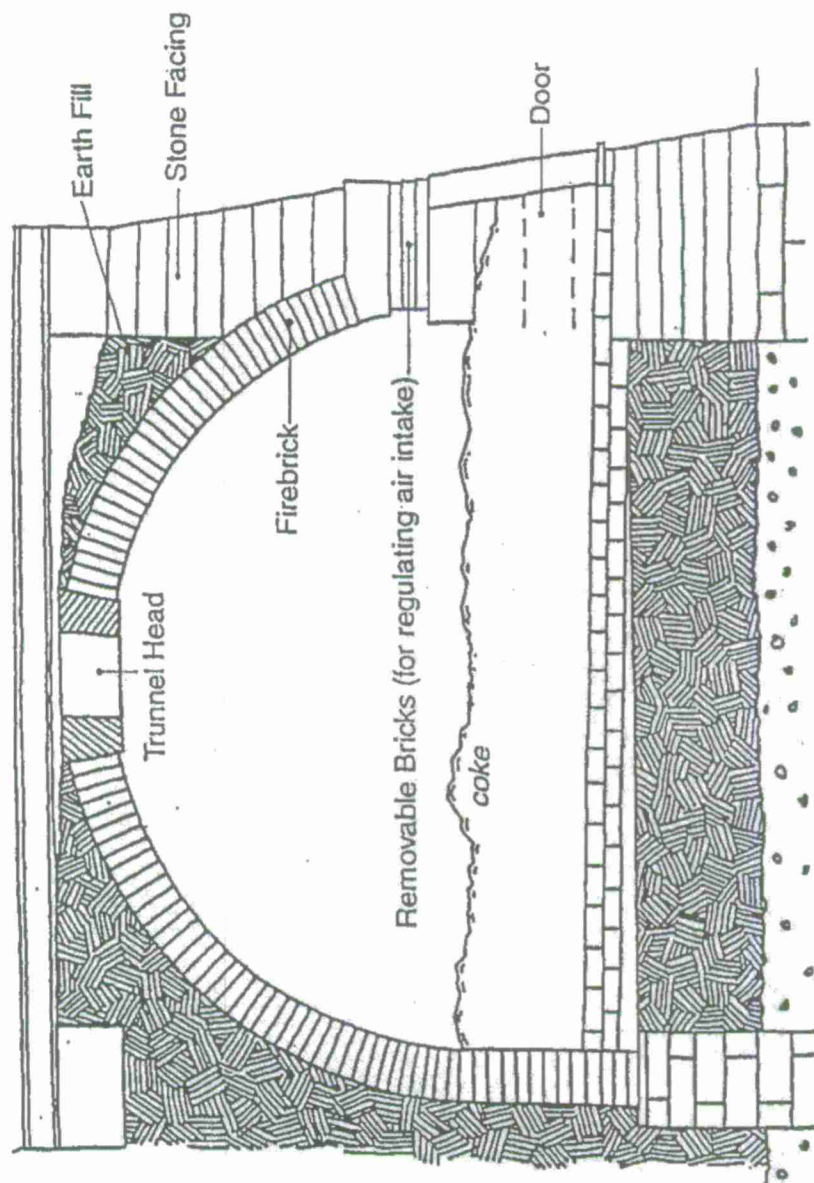 Earth Fill
Stone Facing
Trunnel Head
Firebrick
Removable Bricks (for regulating air intake)
coke
Door